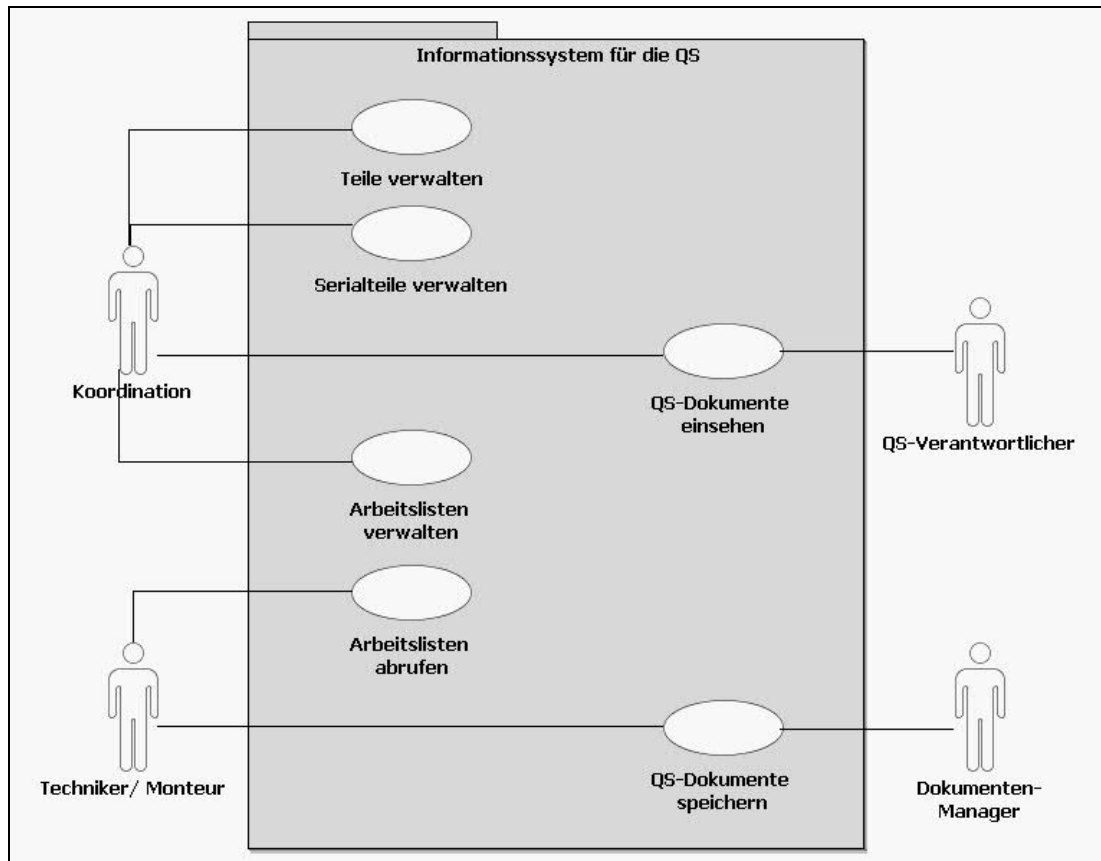 Informationssystem für die QS
Teile verwalten
Serialteile verwalten
Koordination
QS-Dokumente
einsehen
QS-Verantwortlicher
Arbeitslisten
verwalten
Arbeitslisten
abrufen
Techniker/ Monteur
QS-Dokumente
speichern
Dokumenten-
Manager